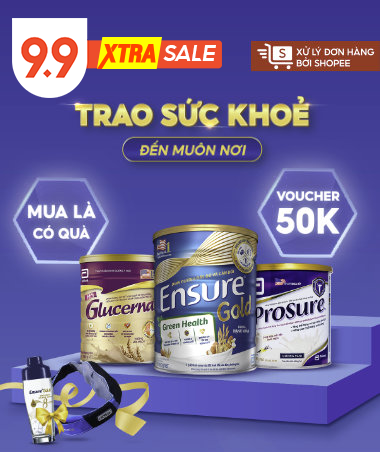 9.9
XTRA SALE
XỬ LÝ ĐƠN HÀNG
BỞI SHOPEE
TRAO SỨC KHOẺ
ĐẾN MUÔN NƠI
MUA LÀ
CÓ QUÀ
VOUCHER
50K
Glucerna
Ensure
Gold
Green Health
Prosure